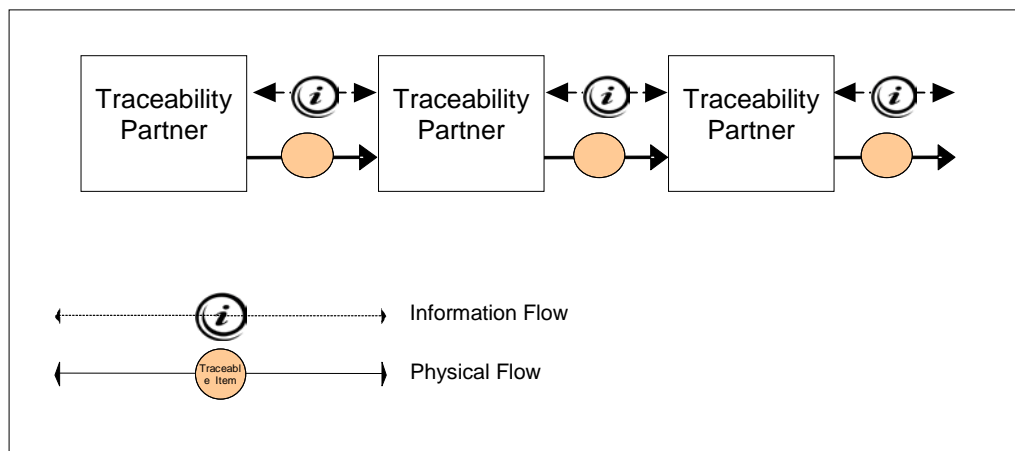 Traceability
Partner
i
Traceability
Partner
i
Traceability
Partner
i
i
Information Flow
Traceabl
e Item
Physical Flow